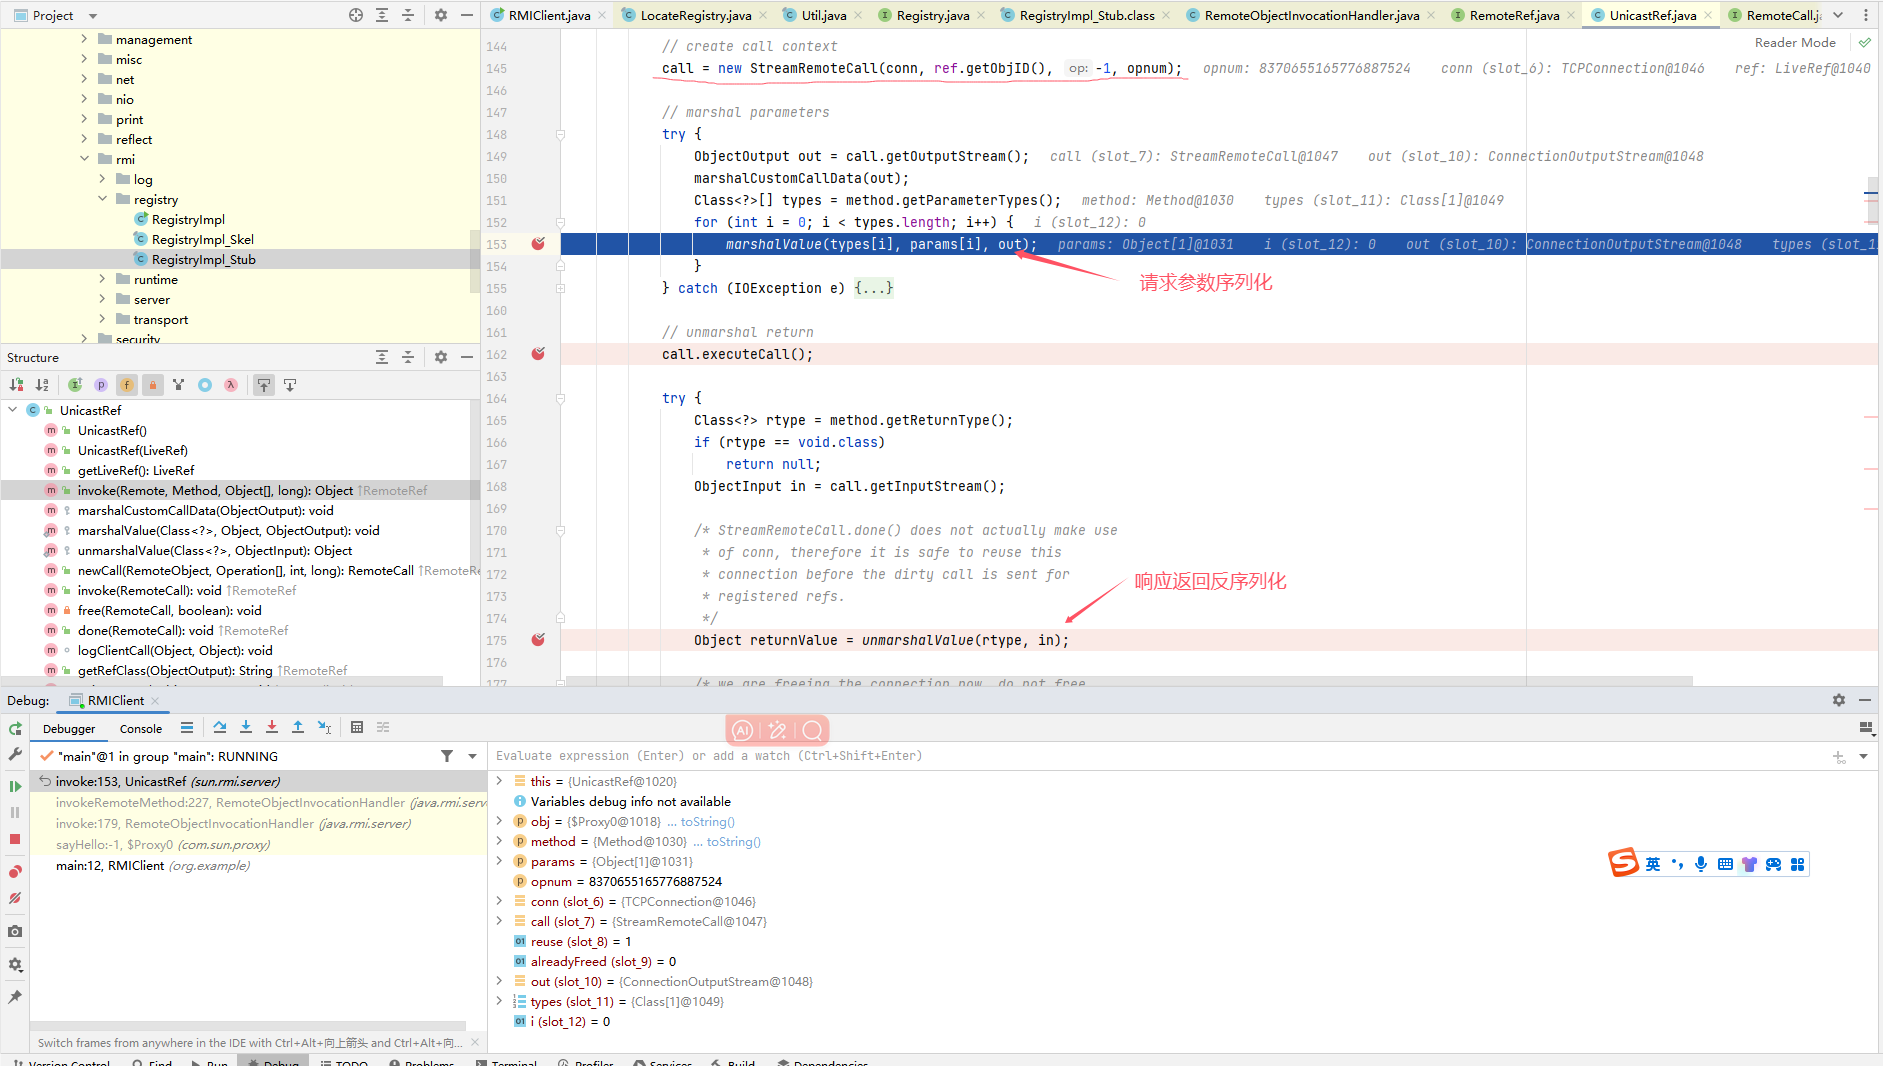 Project
management
misc
net
nio
print
reflect
rmi
log
registry
RegistryImpl
RegistryImpl_Skel
RegistryImpl_Stub
runtime
server
transport
security
Structure
UnicastRef
UnicastRef()
UnicastRef(LiveRef)
getLiveRef(): LiveRef
invoke(Remote, Method, Object[], long): Object ↑RemoteRef
marshalCustomCallData(ObjectOutput): void
marshalValue(Class<?>, Object, ObjectOutput): void
unmarshalValue(Class<?>, ObjectInput): Object
newCall(RemoteObject, Operation[], int, long): RemoteCall ↑RemoteRe
invoke(RemoteCall): void ↑RemoteRef
free(RemoteCall, boolean): void
done(RemoteCall): void ↑RemoteRef
logClientCall(Object, Object): void
getRefClass(ObjectOutput): String ↑RemoteRef
RMIClient.java LocateRegistry.java Util.java Registry.java RegistryImpl_Stub.class RemoteObjectInvocationHandler.java RemoteRef.java UnicastRef.java RemoteCall.ja
Reader Mode
144 // create call context
145 call = new StreamRemoteCall(conn, ref.getObjID(), op: -1, opnum); opnum: 8370655165776887524 conn (slot_6): TCPConnection@1046 ref: LiveRef@1040
146
147 // marshal parameters
148 try {
149 ObjectOutput out = call.getOutputStream(); call (slot_7): StreamRemoteCall@1047 out (slot_10): ConnectionOutputStream@1048
150 marshalCustomCallData(out);
151 Class<?>[] types = method.getParameterTypes(); method: Method@1030 types (slot_11): Class[1]@1049
152 for (int i = 0; i < types.length; i++) { i (slot_12): 0
153 marshalValue(types[i], params[i], out); params: Object[1]@1031 i (slot_12): 0 out (slot_10): ConnectionOutputStream@1048 types (slot_1
154 }
请求参数序列化
155 } catch (IOException e) {...}
160
161 // unmarshal return
162 call.executeCall();
163
164 try {
165 Class<?> rtype = method.getReturnType();
166 if (rtype == void.class)
167 return null;
168 ObjectInput in = call.getInputStream();
169
170 /* StreamRemoteCall.done() does not actually make use
171 * of conn, therefore it is safe to reuse this
172 * connection before the dirty call is sent for
响应返回反序列化
173 * registered refs.
174 */
175 Object returnValue = unmarshalValue(rtype, in);
176
177 /* we are freeing the connection now, do not free
Debug: RMIClient
Debugger Console
"main"@1 in group "main": RUNNING
invoke:153, UnicastRef (sun.rmi.server)
invokeRemoteMethod:227, RemoteObjectInvocationHandler (java.rmi.serv
invoke:179, RemoteObjectInvocationHandler (java.rmi.server)
sayHello:-1, $Proxy0 (com.sun.proxy)
main:12, RMIClient (org.example)
Switch frames from anywhere in the IDE with Ctrl+Alt+向上箭头 and Ctrl+Alt+向...
AI
Evaluate expression (Enter) or add a watch (Ctrl+Shift+Enter)
this = {UnicastRef@1020}
Variables debug info not available
obj = {$Proxy0@1018} ... toString()
method = {Method@1030} ... toString()
params = {Object[1]@1031}
opnum = 8370655165776887524
conn (slot_6) = {TCPConnection@1046}
call (slot_7) = {StreamRemoteCall@1047}
reuse (slot_8) = 1
alreadyFreed (slot_9) = 0
out (slot_10) = {ConnectionOutputStream@1048}
types (slot_11) = {Class[1]@1049}
i (slot_12) = 0
英
Version Control Find Run Debug TODO Problems Terminal Profiler Services Build Dependencies